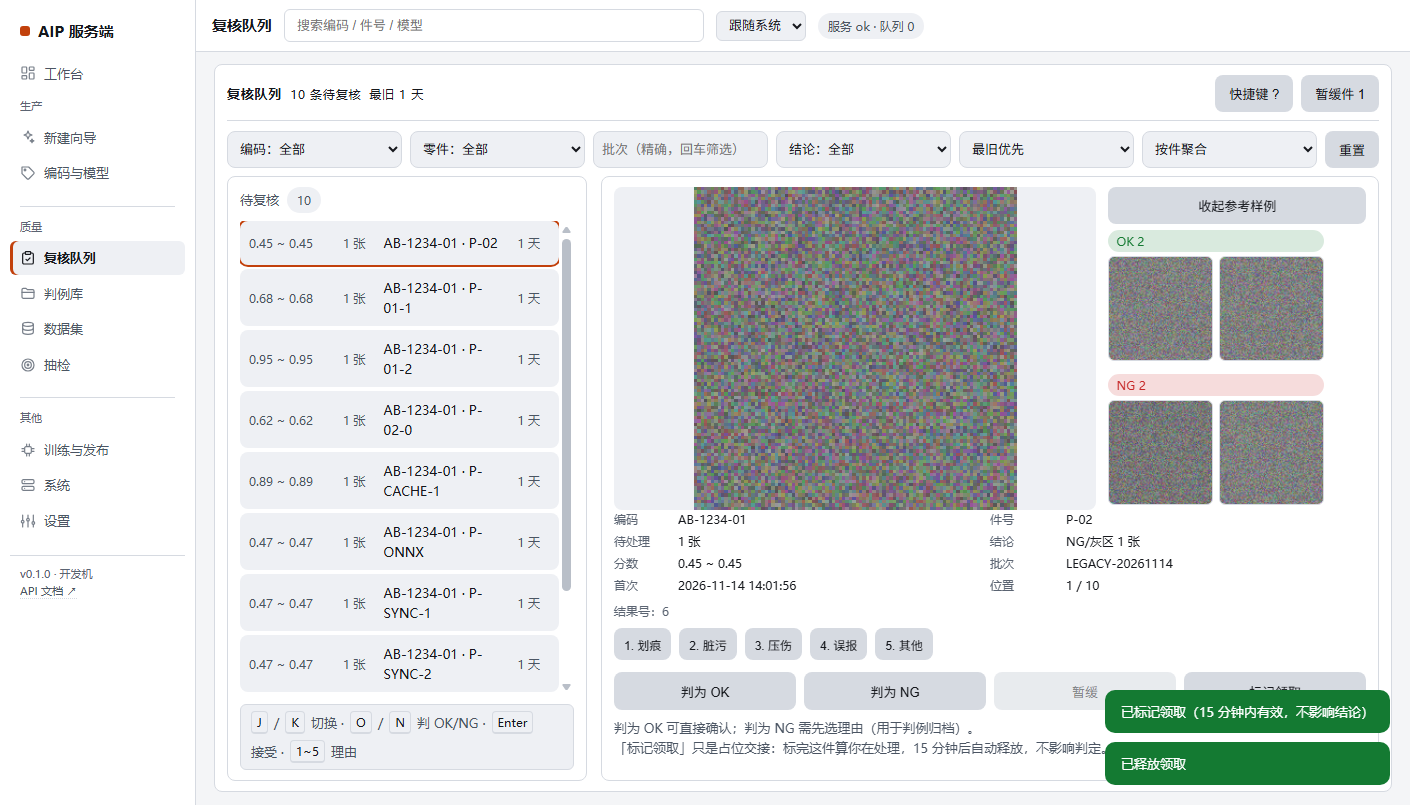 AIP 服务端
工作台
生产
新建向导
编码与模型
质量
复核队列
判例库
数据集
抽检
其他
训练与发布
系统
设置
v0.1.0 · 开发机
API 文档 ↗
复核队列
搜索编码 / 件号 / 模型
跟随系统
服务 ok · 队列 0
复核队列 10 条待复核 最旧 1 天
快捷键 ?
暂缓件 1
编码：全部
零件：全部
批次（精确，回车筛选）
结论：全部
最旧优先
按件聚合
重置
待复核 10
0.45 ~ 0.45 1 张 AB-1234-01 · P-02 1 天
0.68 ~ 0.68 1 张 AB-1234-01 · P-
01-1 1 天
0.95 ~ 0.95 1 张 AB-1234-01 · P-
01-2 1 天
0.62 ~ 0.62 1 张 AB-1234-01 · P-
02-0 1 天
0.89 ~ 0.89 1 张 AB-1234-01 · P-
CACHE-1 1 天
0.47 ~ 0.47 1 张 AB-1234-01 · P-
ONNX 1 天
0.47 ~ 0.47 1 张 AB-1234-01 · P-
SYNC-1 1 天
0.47 ~ 0.47 1 张 AB-1234-01 · P-
SYNC-2 1 天
J / K 切换 · O / N 判 OK/NG · Enter
接受 · 1~5 理由
收起参考样例
OK 2
NG 2
编码 AB-1234-01 件号 P-02
待处理 1 张 结论 NG/灰区 1 张
分数 0.45 ~ 0.45 批次 LEGACY-20261114
首次 2026-11-14 14:01:56 位置 1 / 10
结果号：6
1. 划痕
2. 脏污
3. 压伤
4. 误报
5. 其他
判为 OK
判为 NG
暂缓
标记领取
判为 OK 可直接确认；判为 NG 需先选理由（用于判例归档）。
「标记领取」只是占位交接：标完这件算你在处理，15 分钟后自动释放，不影响判定。
已标记领取（15 分钟内有效，不影响结论）
已释放领取